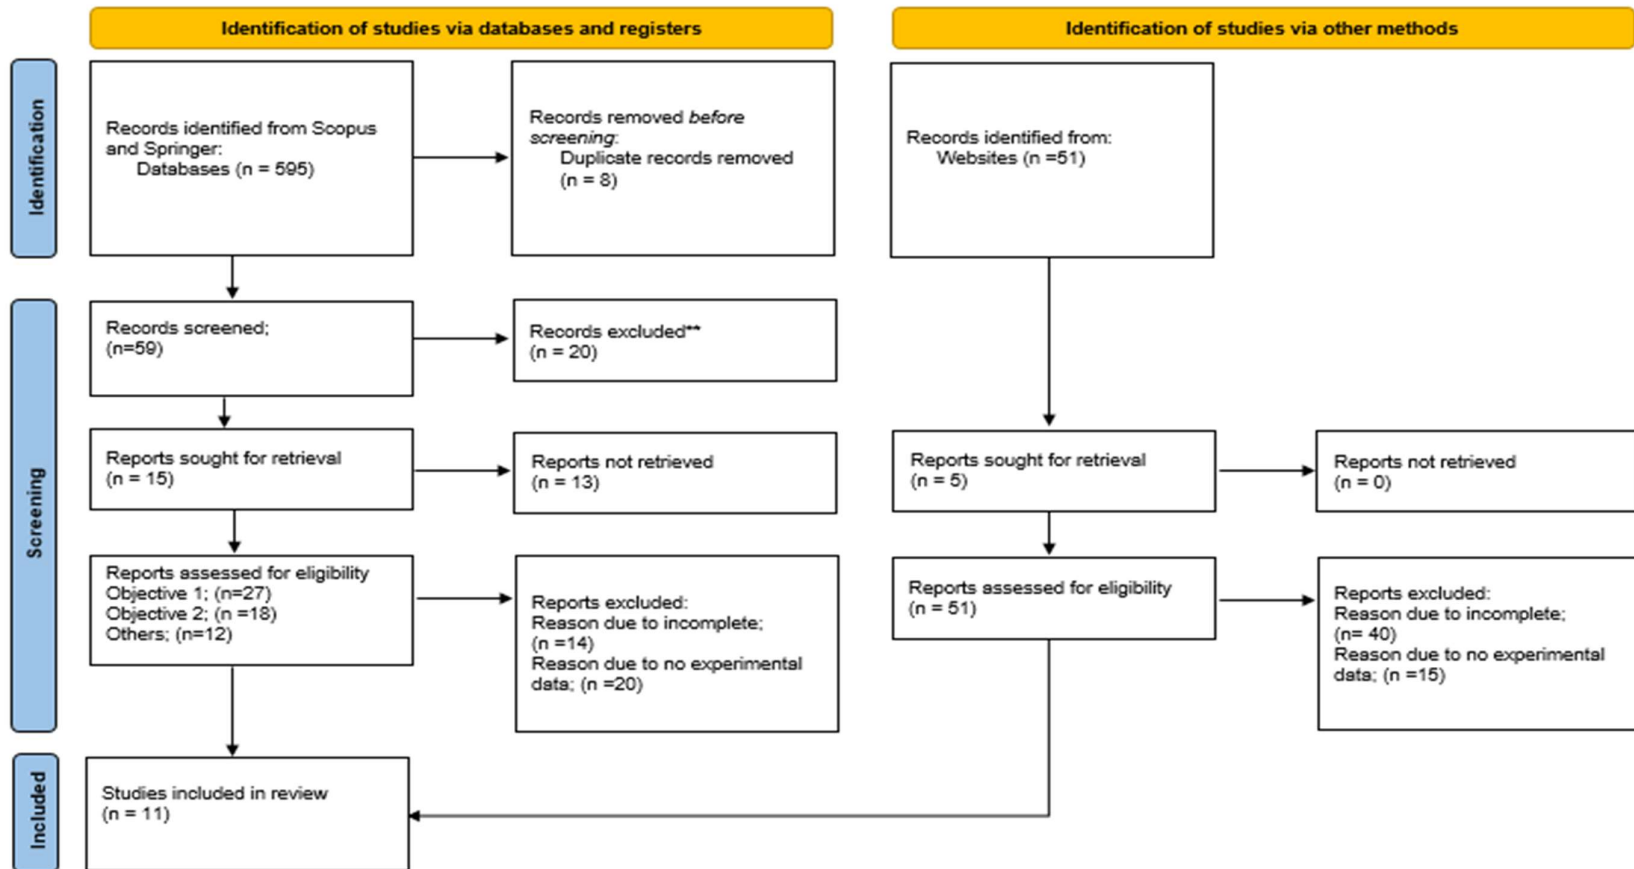 Identification of studies via databases and registers
Identification of studies via other methods
Identification
Records identified from Scopus
and Springer:
Databases (n = 595)
Records removed before
screening:
Duplicate records removed
(n = 8)
Records identified from:
Websites (n =51)
Screening
Records screened;
(n=59)
Records excluded**
(n = 20)
Reports sought for retrieval
(n = 15)
Reports not retrieved
(n = 13)
Reports sought for retrieval
(n = 5)
Reports not retrieved
(n = 0)
Reports assessed for eligibility
Objective 1; (n=27)
Objective 2; (n =18)
Others; (n=12)
Reports excluded:
Reason due to incomplete;
(n =14)
Reason due to no experimental
data; (n =20)
Reports assessed for eligibility
(n = 51)
Reports excluded:
Reason due to incomplete;
(n= 40)
Reason due to no experimental
data; (n =15)
Included
Studies included in review
(n = 11)